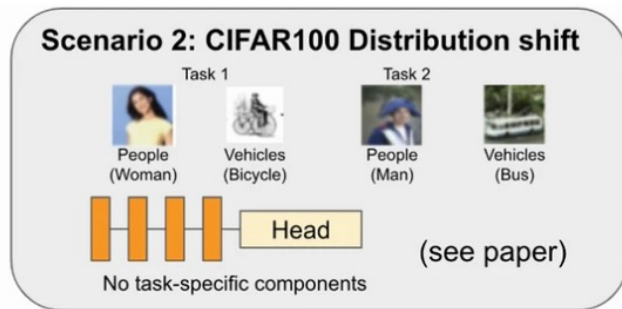 Scenario 2: CIFAR100 Distribution shift
Task 1 Task 2
People Vehicles People Vehicles
(Woman) (Bicycle) (Man) (Bus)
Head
(see paper)
No task-specific components